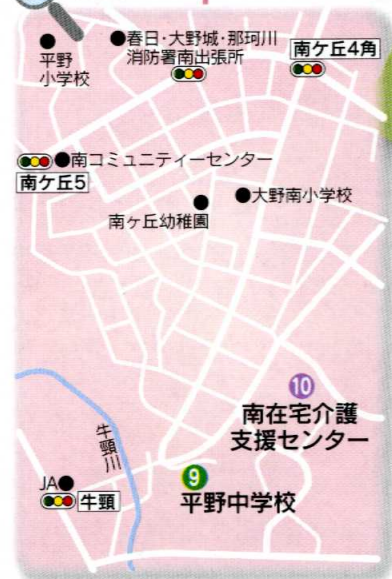 平野
小学校
春日・大野城・那珂川
消防署南出張所
南ケ丘4角
南コミュニティーセンター
南ケ丘5
大野南小学校
南ヶ丘幼稚園
10
南在宅介護
支援センター
牛頸川
JA
牛頸
9
平野中学校